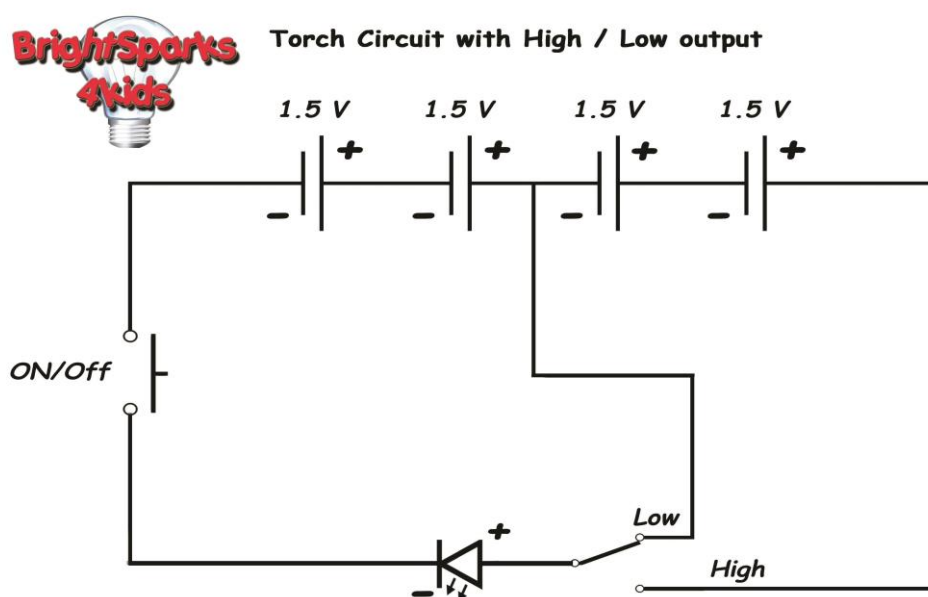 BrightSparks
4kids
Torch Circuit with High / Low output
1.5 V 1.5 V 1.5 V 1.5 V
+ + + +
- - - -
ON/Off
Low
+
High
-